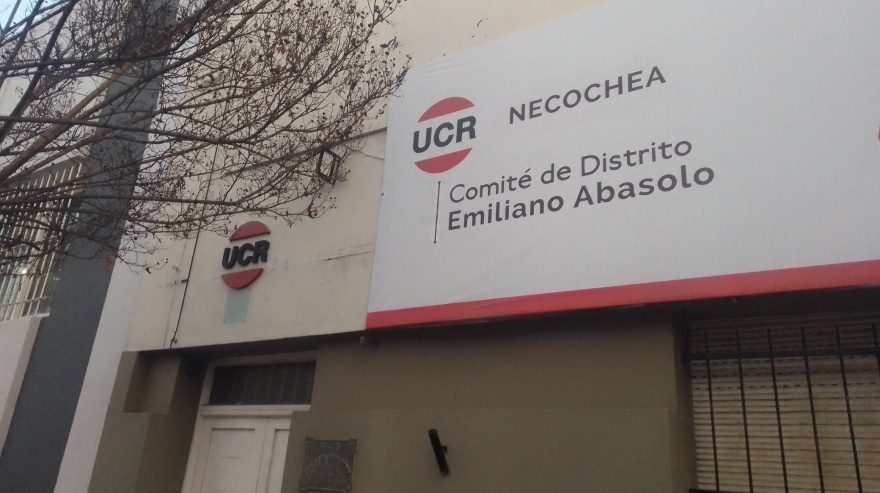 UCR
NECOCHEA
Comité de Distrito
Emiliano Abasolo
UCR